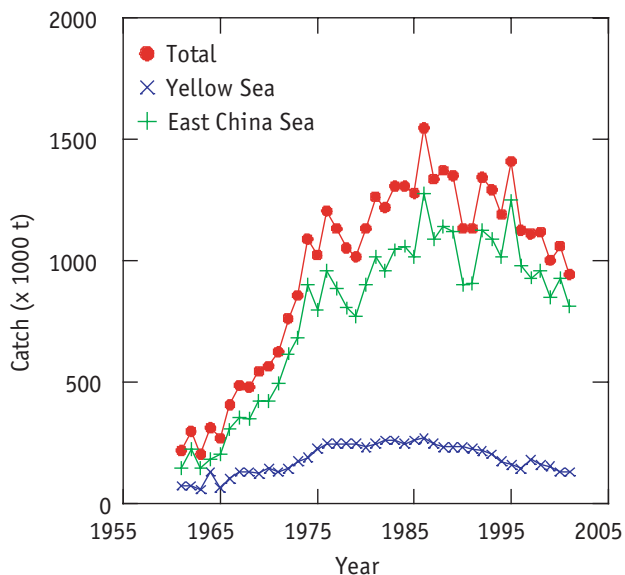 2000
Total
Yellow Sea
East China Sea
1500
1000
500
0
Catch (x 1000 t)
1955 1965 1975 1985 1995 2005
Year